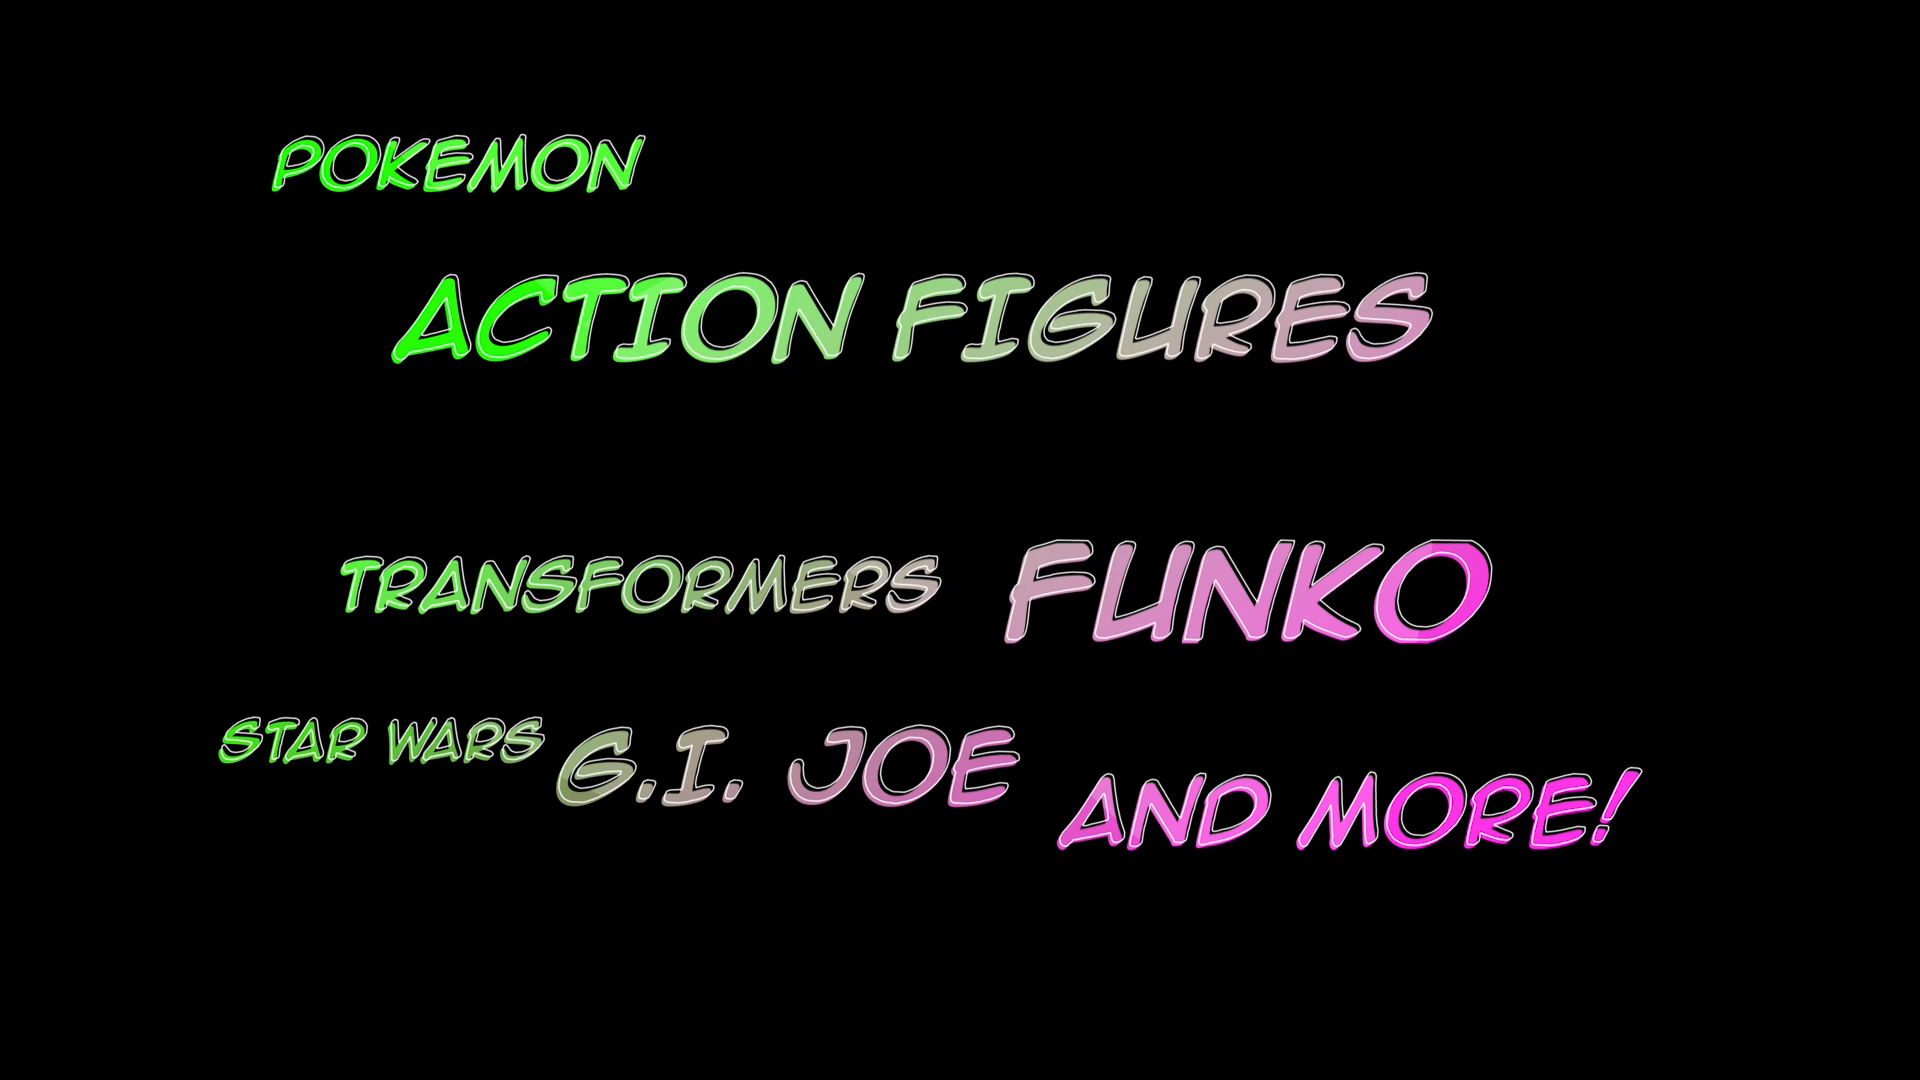 POKEMON
ACTION FIGURES
TRANSFORMERS
FUNKO
STAR WARS
G.I. JOE
AND MORE!